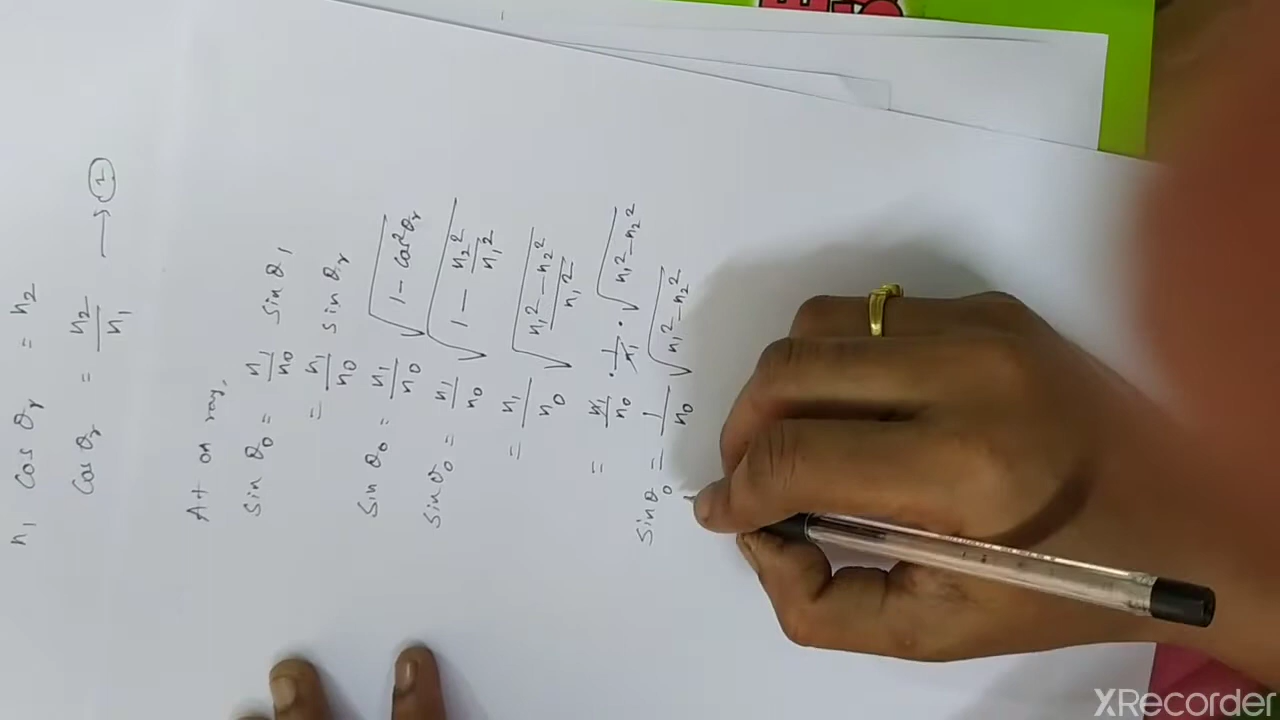 n₁ cos θᵣ = n₂
cos θᵣ = n₂/n₁ → ②
At on ray,
Sin θ₀ = n₁/n₀ Sin θ₁
= n₁/n₀ Sin θᵣ
Sin θ₀ = n₁/n₀ √(1 - cos²θᵣ)
Sin θ₀ = n₁/n₀ √(1 - n₂²/n₁²)
= n₁/n₀ √((n₁² - n₂²)/n₁²)
= n₁/n₀ · 1/n₁ · √(n₁² - n₂²)
Sin θ₀ = 1/n₀ √(n₁² - n₂²)
XRecorder